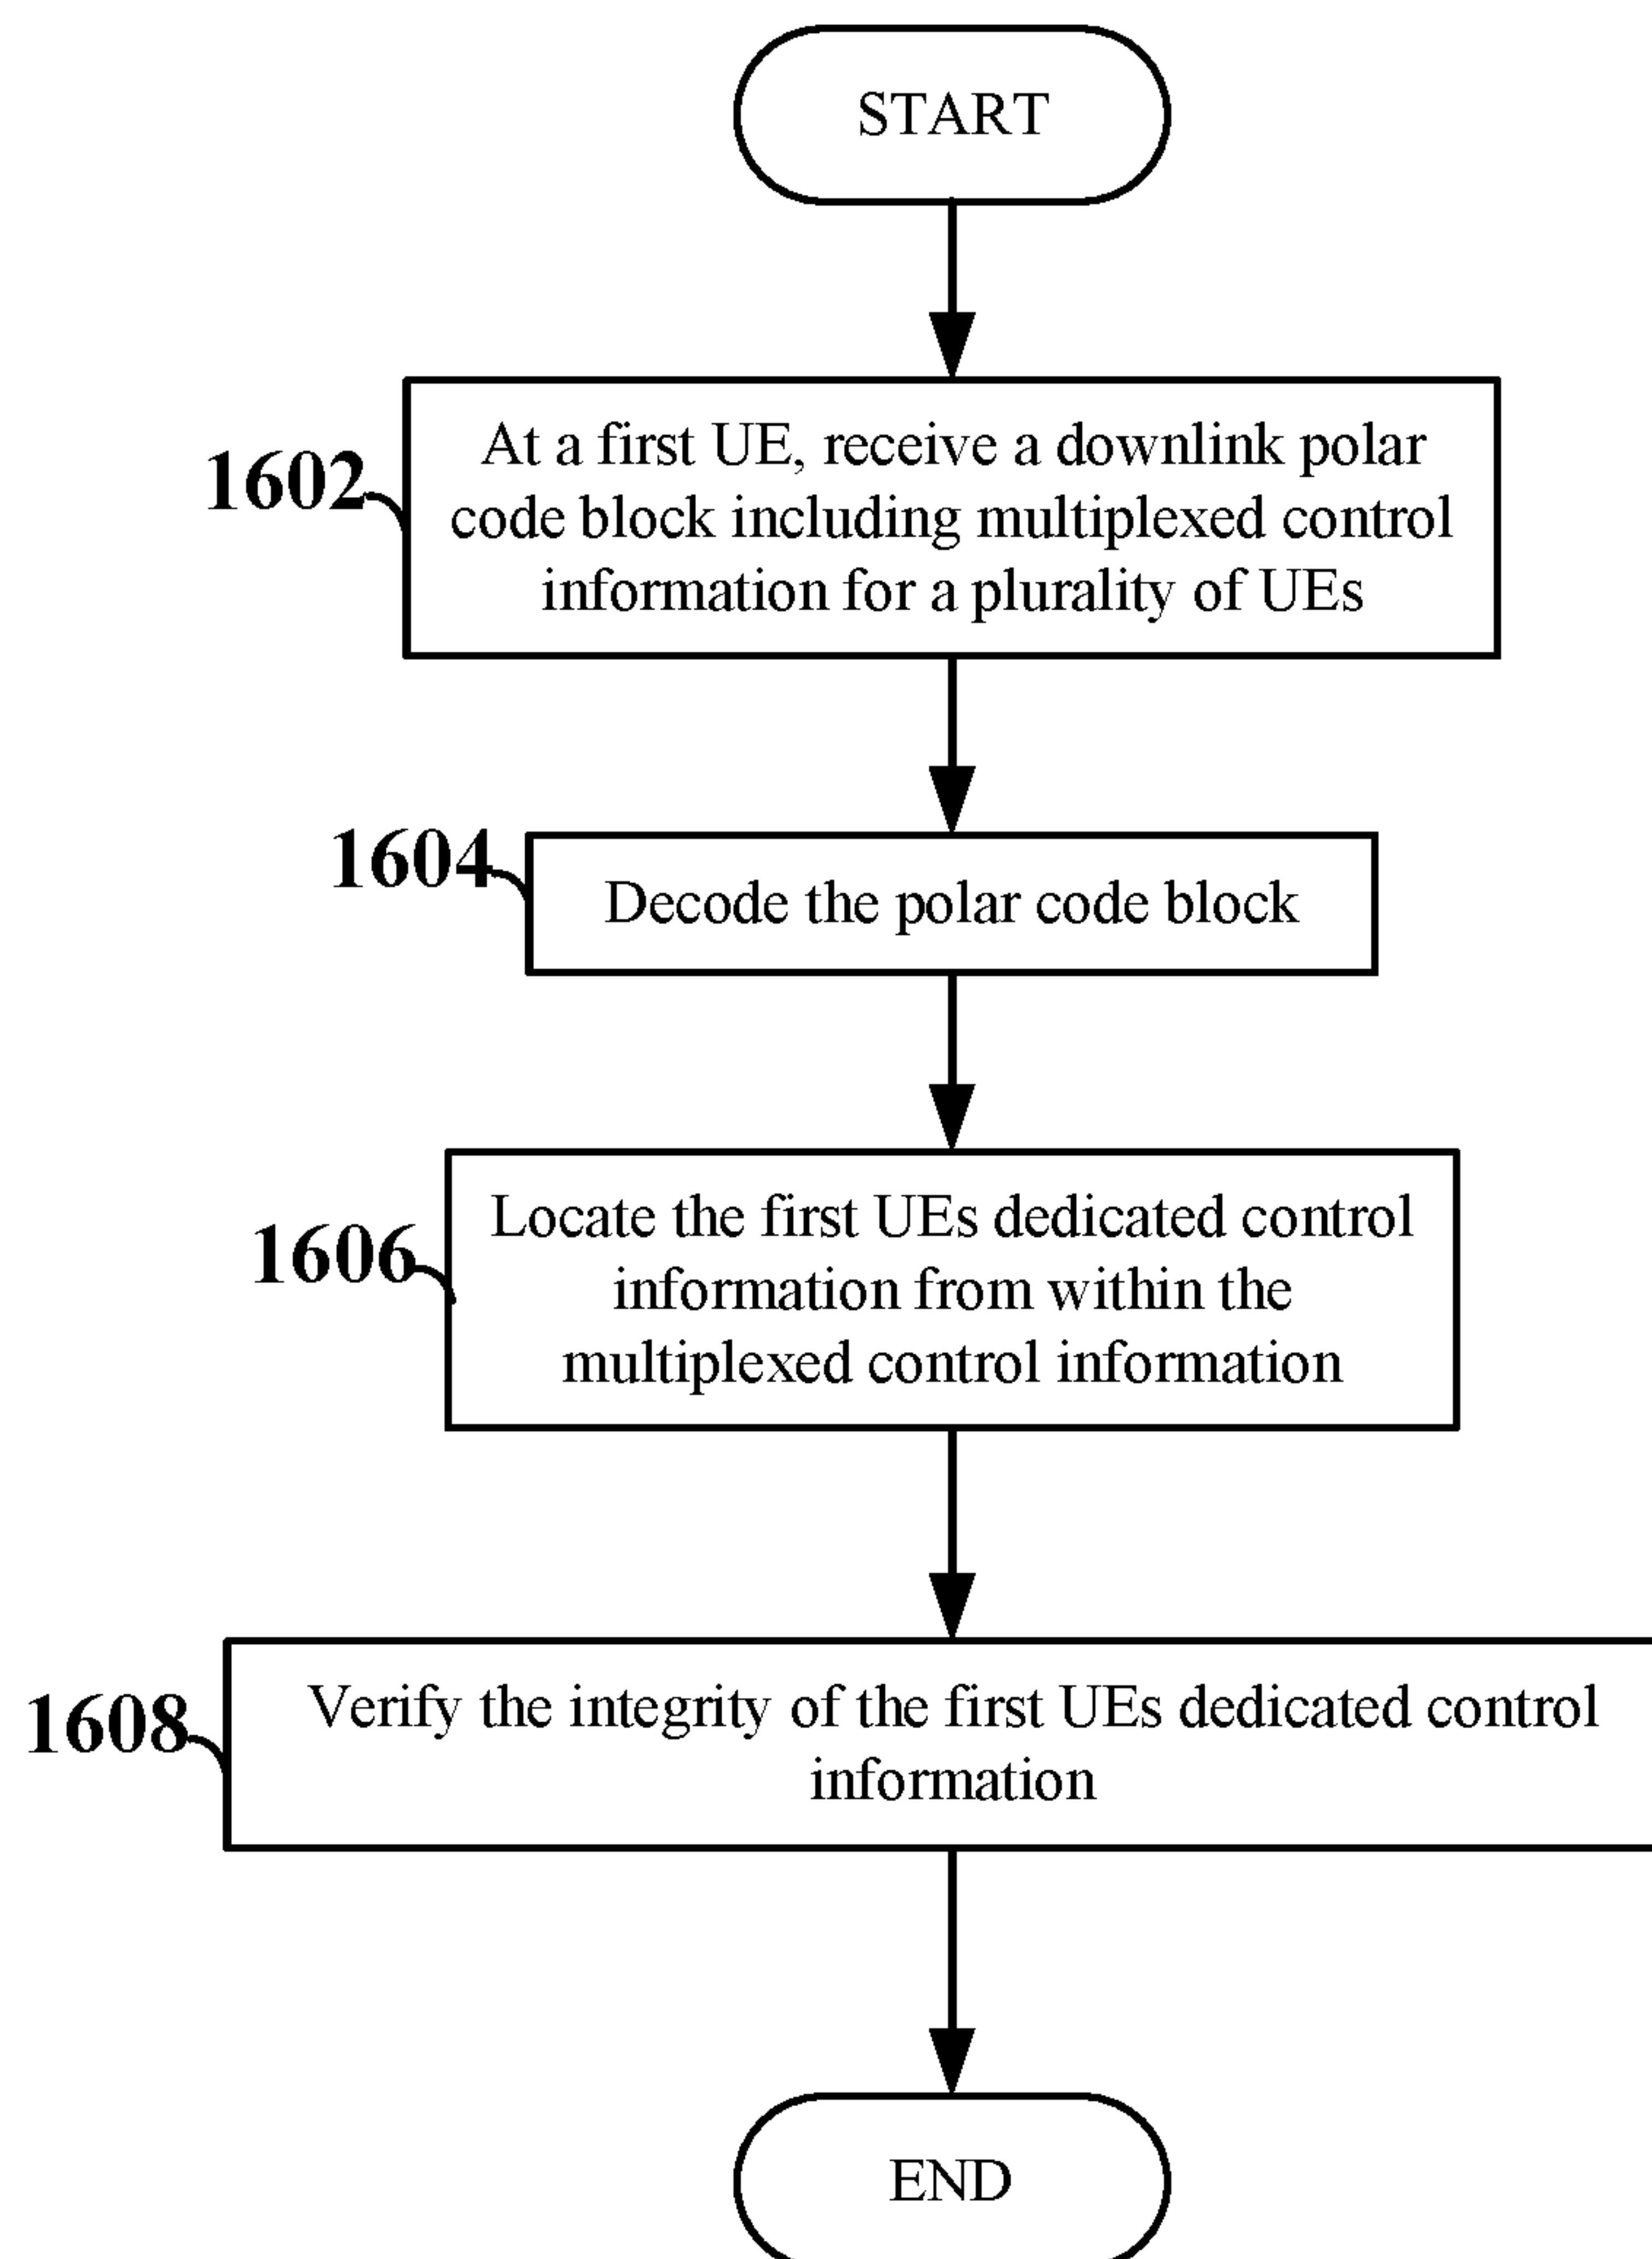 START
1602
At a first UE, receive a downlink polar
code block including multiplexed control
information for a plurality of UEs
1604
Decode the polar code block
1606
Locate the first UEs dedicated control
information from within the
multiplexed control information
1608
Verify the integrity of the first UEs dedicated control
information
END